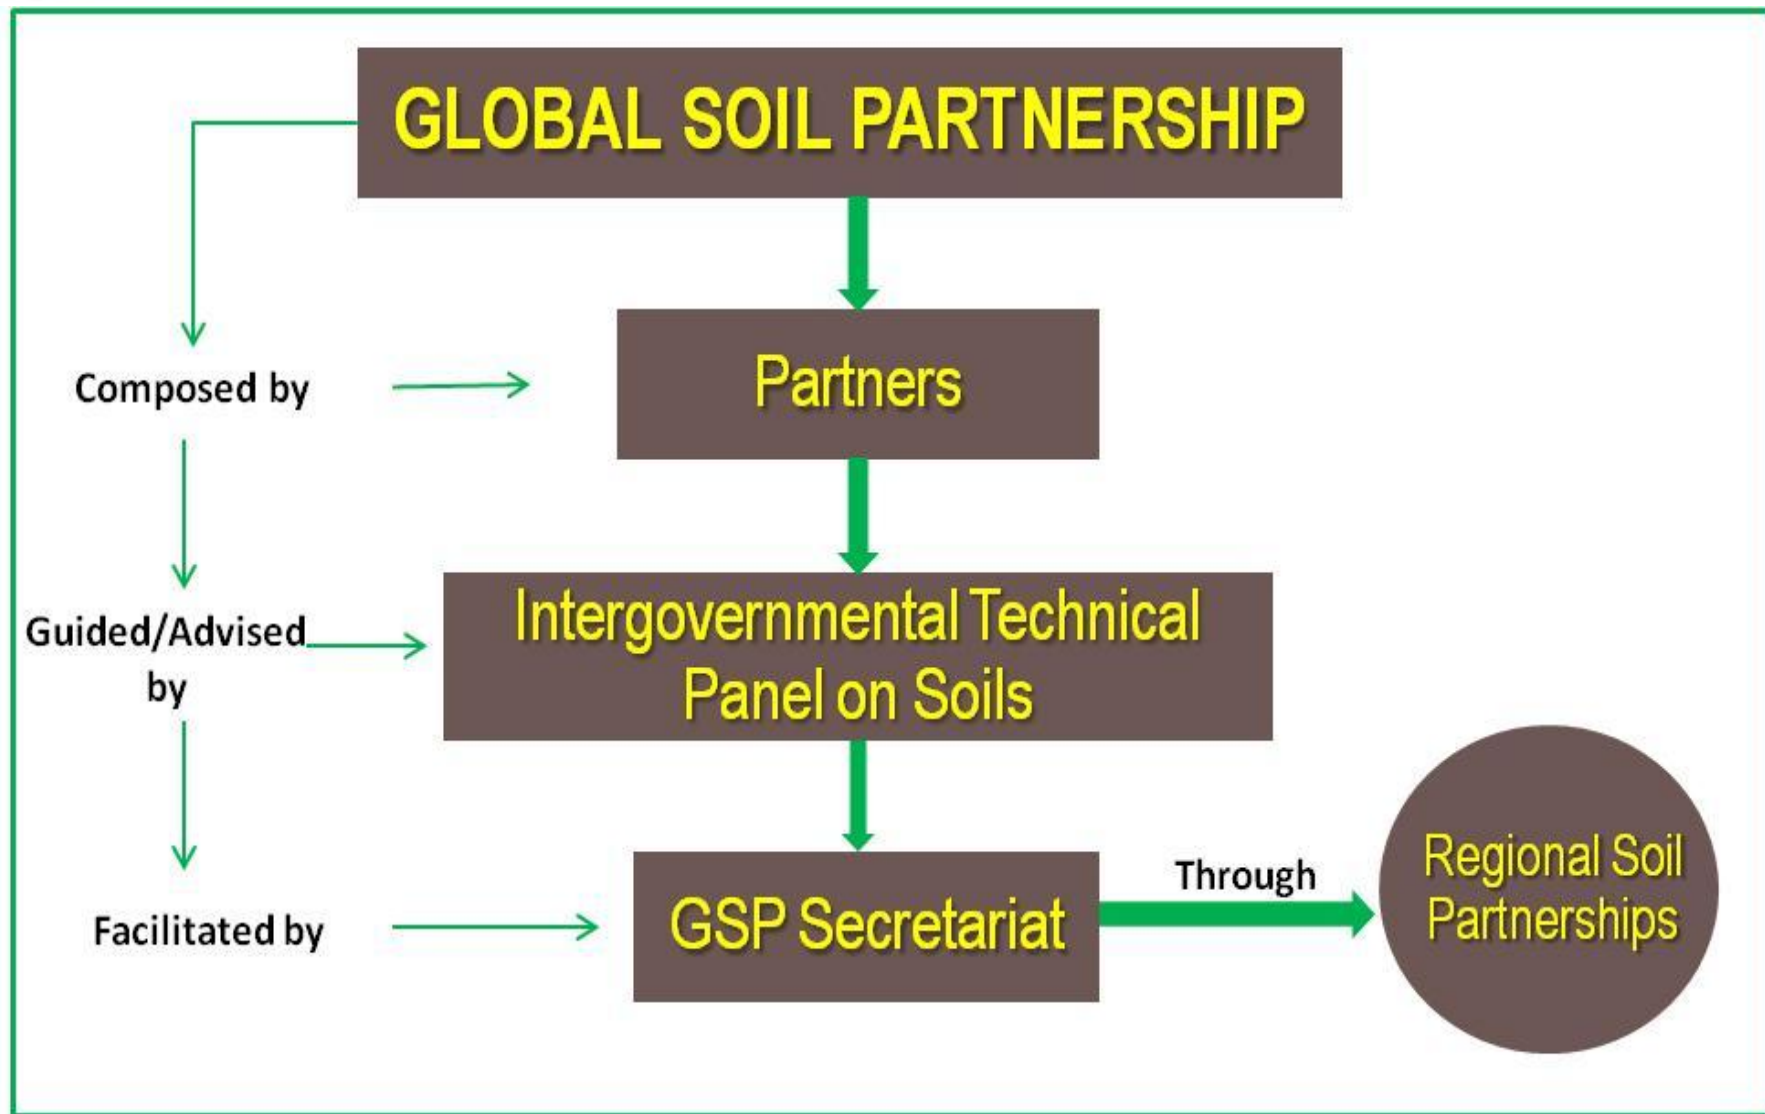 GLOBAL SOIL PARTNERSHIP
Composed by
Partners
Guided/Advised
by
Intergovernmental Technical
Panel on Soils
Facilitated by
GSP Secretariat
Through
Regional Soil
Partnerships